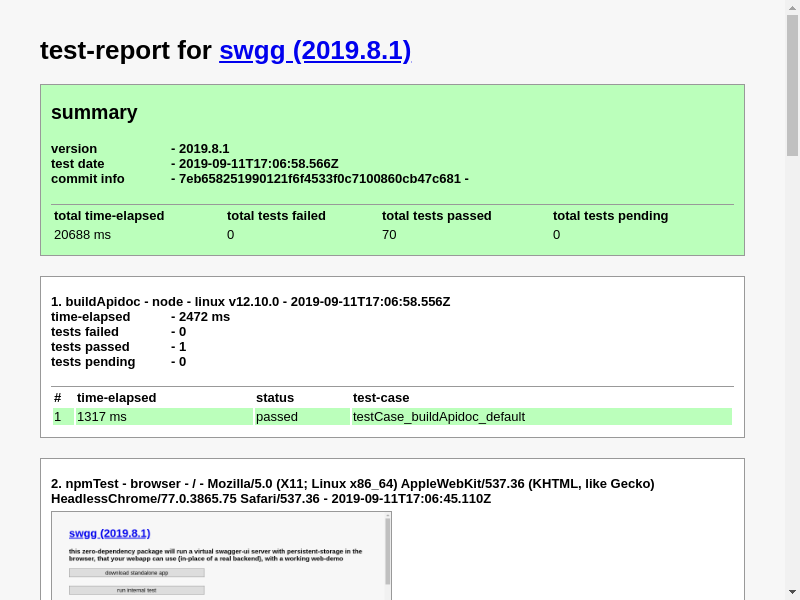 test-report for swgg (2019.8.1)
summary
version - 2019.8.1
test date - 2019-09-11T17:06:58.566Z
commit info - 7eb658251990121f6f4533f0c7100860cb47c681 -
total time-elapsed total tests failed total tests passed total tests pending
20688 ms 0 70 0
1. buildApidoc - node - linux v12.10.0 - 2019-09-11T17:06:58.556Z
time-elapsed - 2472 ms
tests failed - 0
tests passed - 1
tests pending - 0
# time-elapsed status test-case
1 1317 ms passed testCase_buildApidoc_default
2. npmTest - browser - / - Mozilla/5.0 (X11; Linux x86_64) AppleWebKit/537.36 (KHTML, like Gecko)
HeadlessChrome/77.0.3865.75 Safari/537.36 - 2019-09-11T17:06:45.110Z
swgg (2019.8.1)
this zero-dependency package will run a virtual swagger-ui server with persistent-storage in the
browser, that your webapp can use (in-place of a real backend), with a working web-demo
download standalone app
run internal test